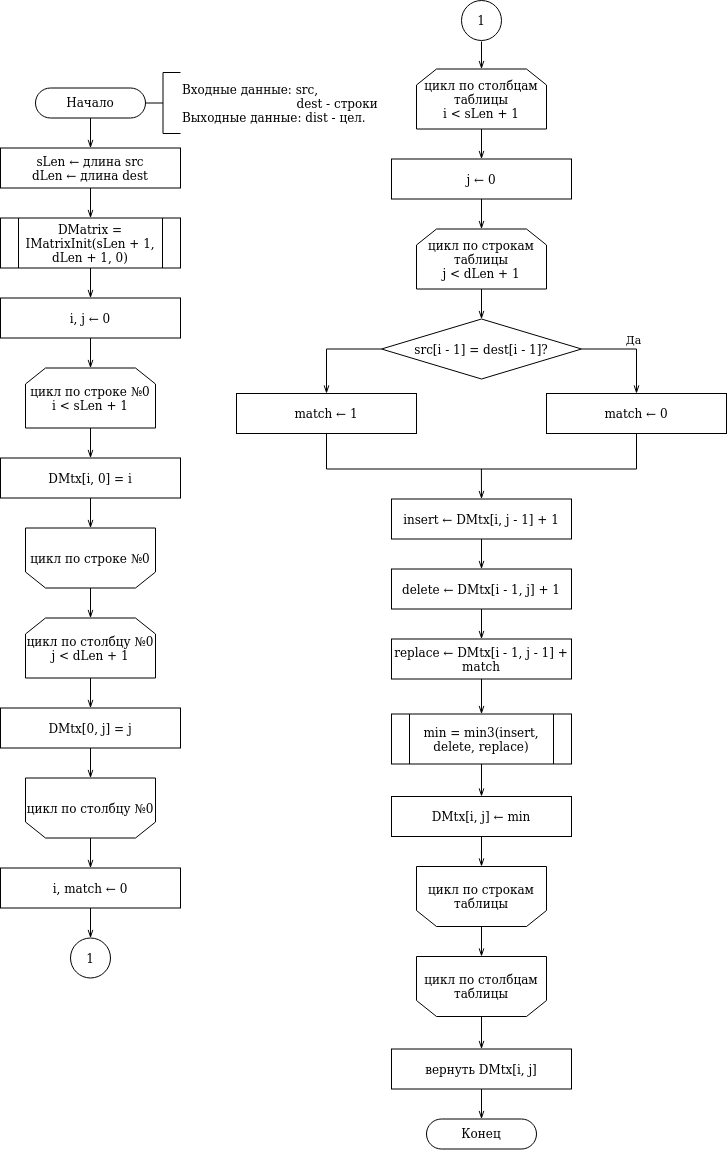 Начало
Входные данные: src,
dest - строки
Выходные данные: dist - цел.
sLen ← длина src
dLen ← длина dest
DMatrix =
IMatrixInit(sLen + 1,
dLen + 1, 0)
i, j ← 0
цикл по строке №0
i < sLen + 1
DMtx[i, 0] = i
цикл по строке №0
цикл по столбцу №0
j < dLen + 1
DMtx[0, j] = j
цикл по столбцу №0
i, match ← 0
1
1
цикл по столбцам
таблицы
i < sLen + 1
j ← 0
цикл по строкам
таблицы
j < dLen + 1
src[i - 1] = dest[i - 1]?
Да
match ← 1
match ← 0
insert ← DMtx[i, j - 1] + 1
delete ← DMtx[i - 1, j] + 1
replace ← DMtx[i - 1, j - 1] +
match
min = min3(insert,
delete, replace)
DMtx[i, j] ← min
цикл по строкам
таблицы
цикл по столбцам
таблицы
вернуть DMtx[i, j]
Конец